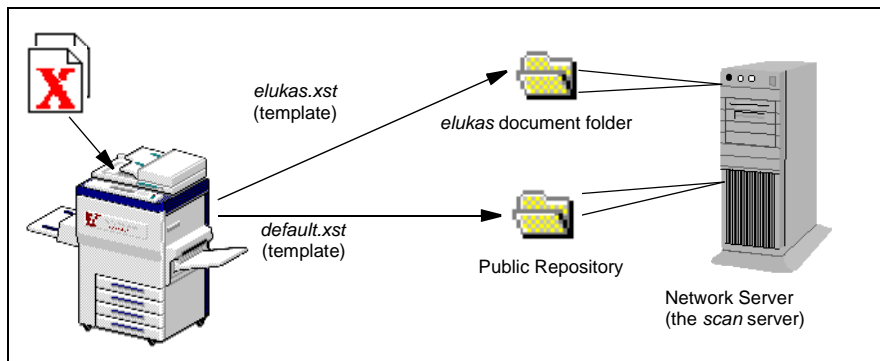 X
elukas.xst
(template)
elukas document folder
default.xst
(template)
Public Repository
Network Server
(the scan server)